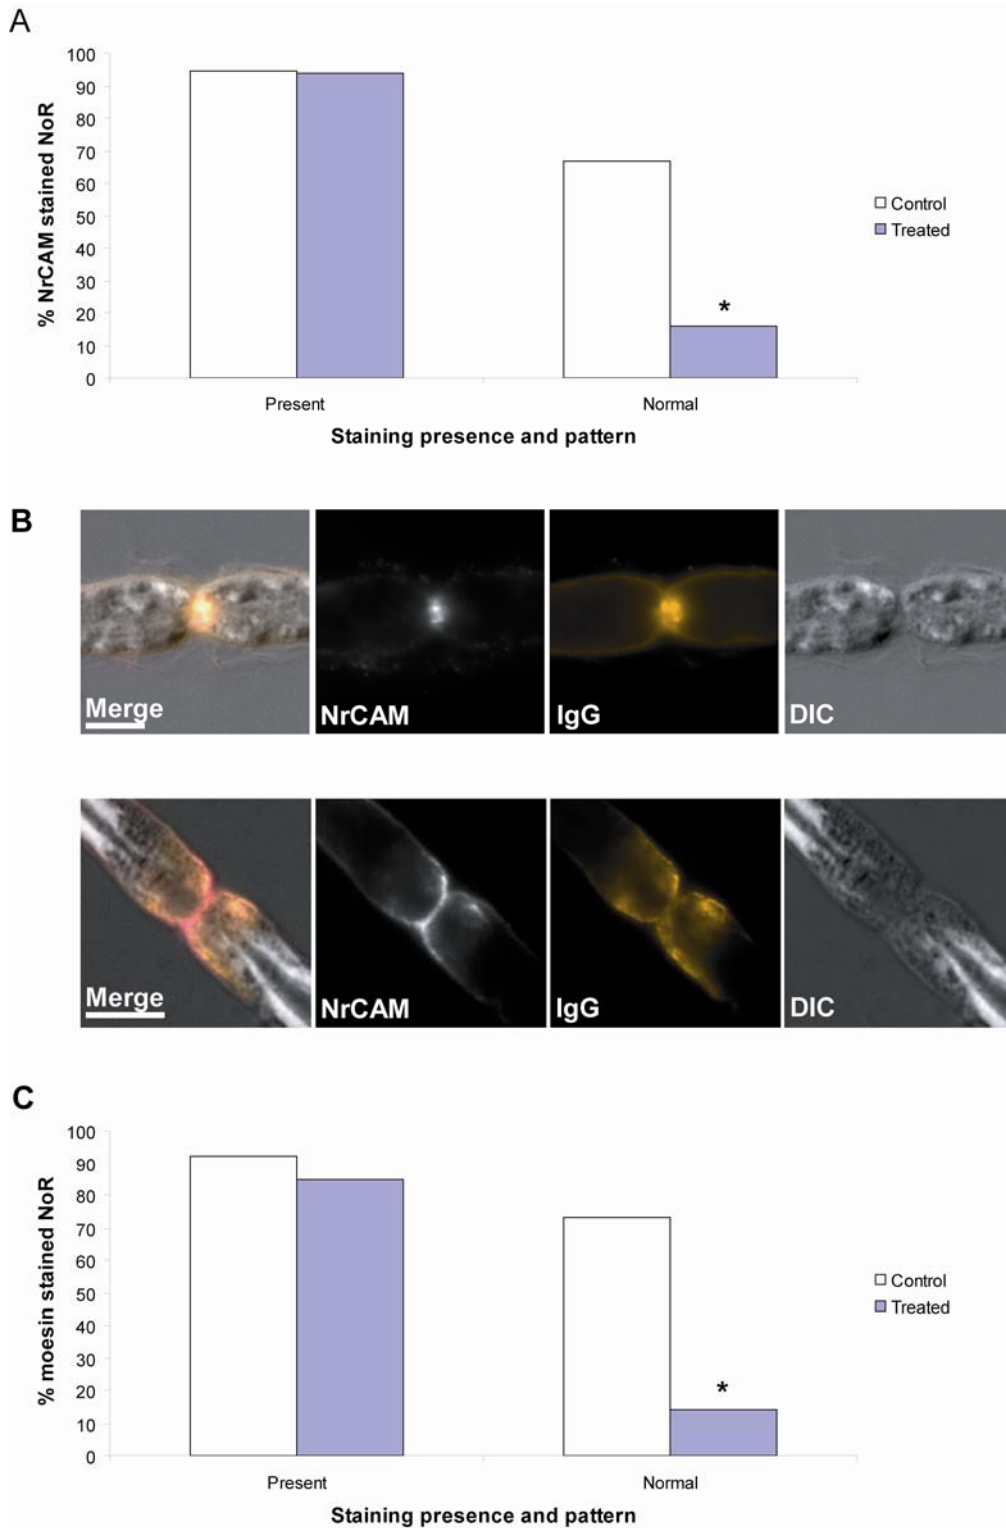 A
100
90
80
70
60
50
40
30
20
10
0
% NrCAM stained NoR
*
Present
Normal
Staining presence and pattern
Control
Treated
B
Merge
NrCAM
IgG
DIC
Merge
NrCAM
IgG
DIC
C
100
90
80
70
60
50
40
30
20
10
0
% moesin stained NoR
*
Present
Normal
Staining presence and pattern
Control
Treated